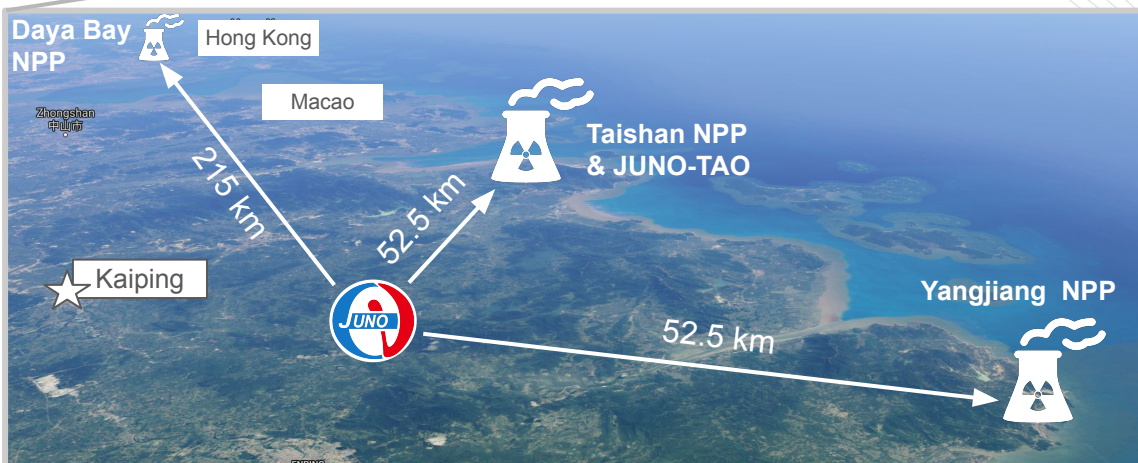 Daya Bay
NPP
Hong Kong
Macao
Zhongshan
中山市
Taishan NPP
& JUNO-TAO
215 km
52.5 km
Kaiping
JUNO
Yangjiang NPP
52.5 km